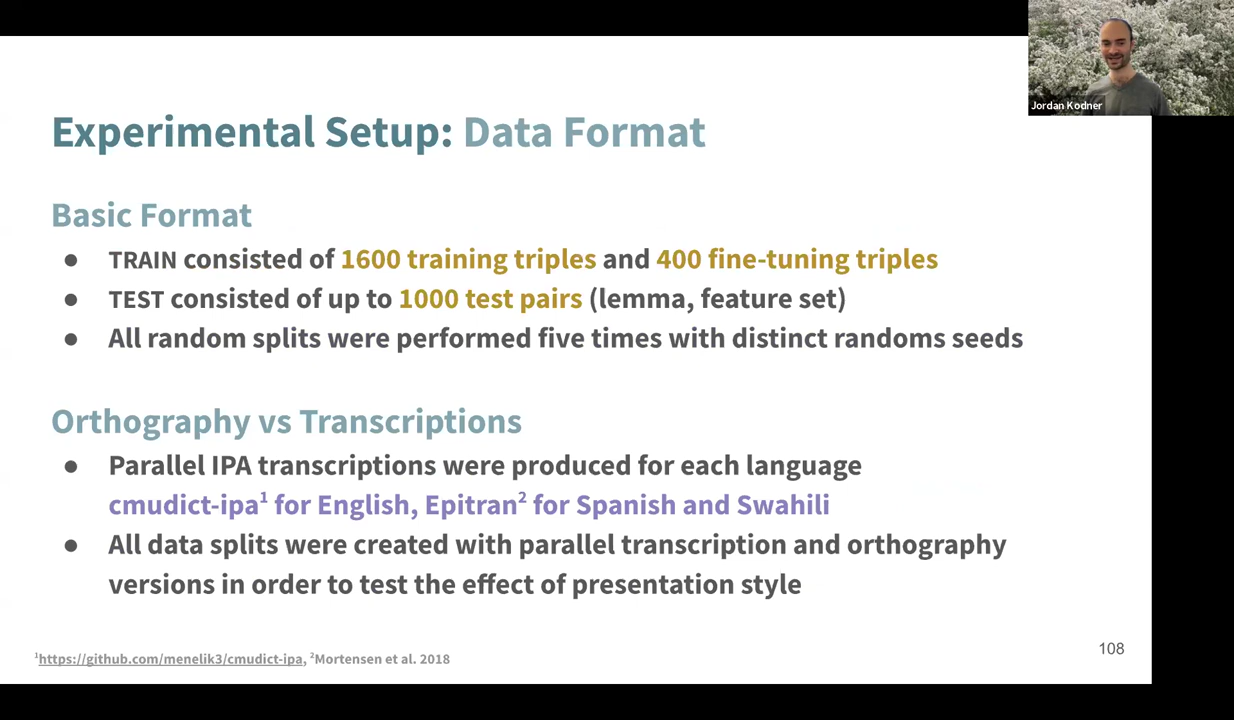 Jordan Kodner
Experimental Setup: Data Format
Basic Format
● TRAIN consisted of 1600 training triples and 400 fine-tuning triples
● TEST consisted of up to 1000 test pairs (lemma, feature set)
● All random splits were performed five times with distinct randoms seeds
Orthography vs Transcriptions
● Parallel IPA transcriptions were produced for each language
cmudict-ipa¹ for English, Epitran² for Spanish and Swahili
● All data splits were created with parallel transcription and orthography
versions in order to test the effect of presentation style
108
¹https://github.com/menelik3/cmudict-ipa, ²Mortensen et al. 2018